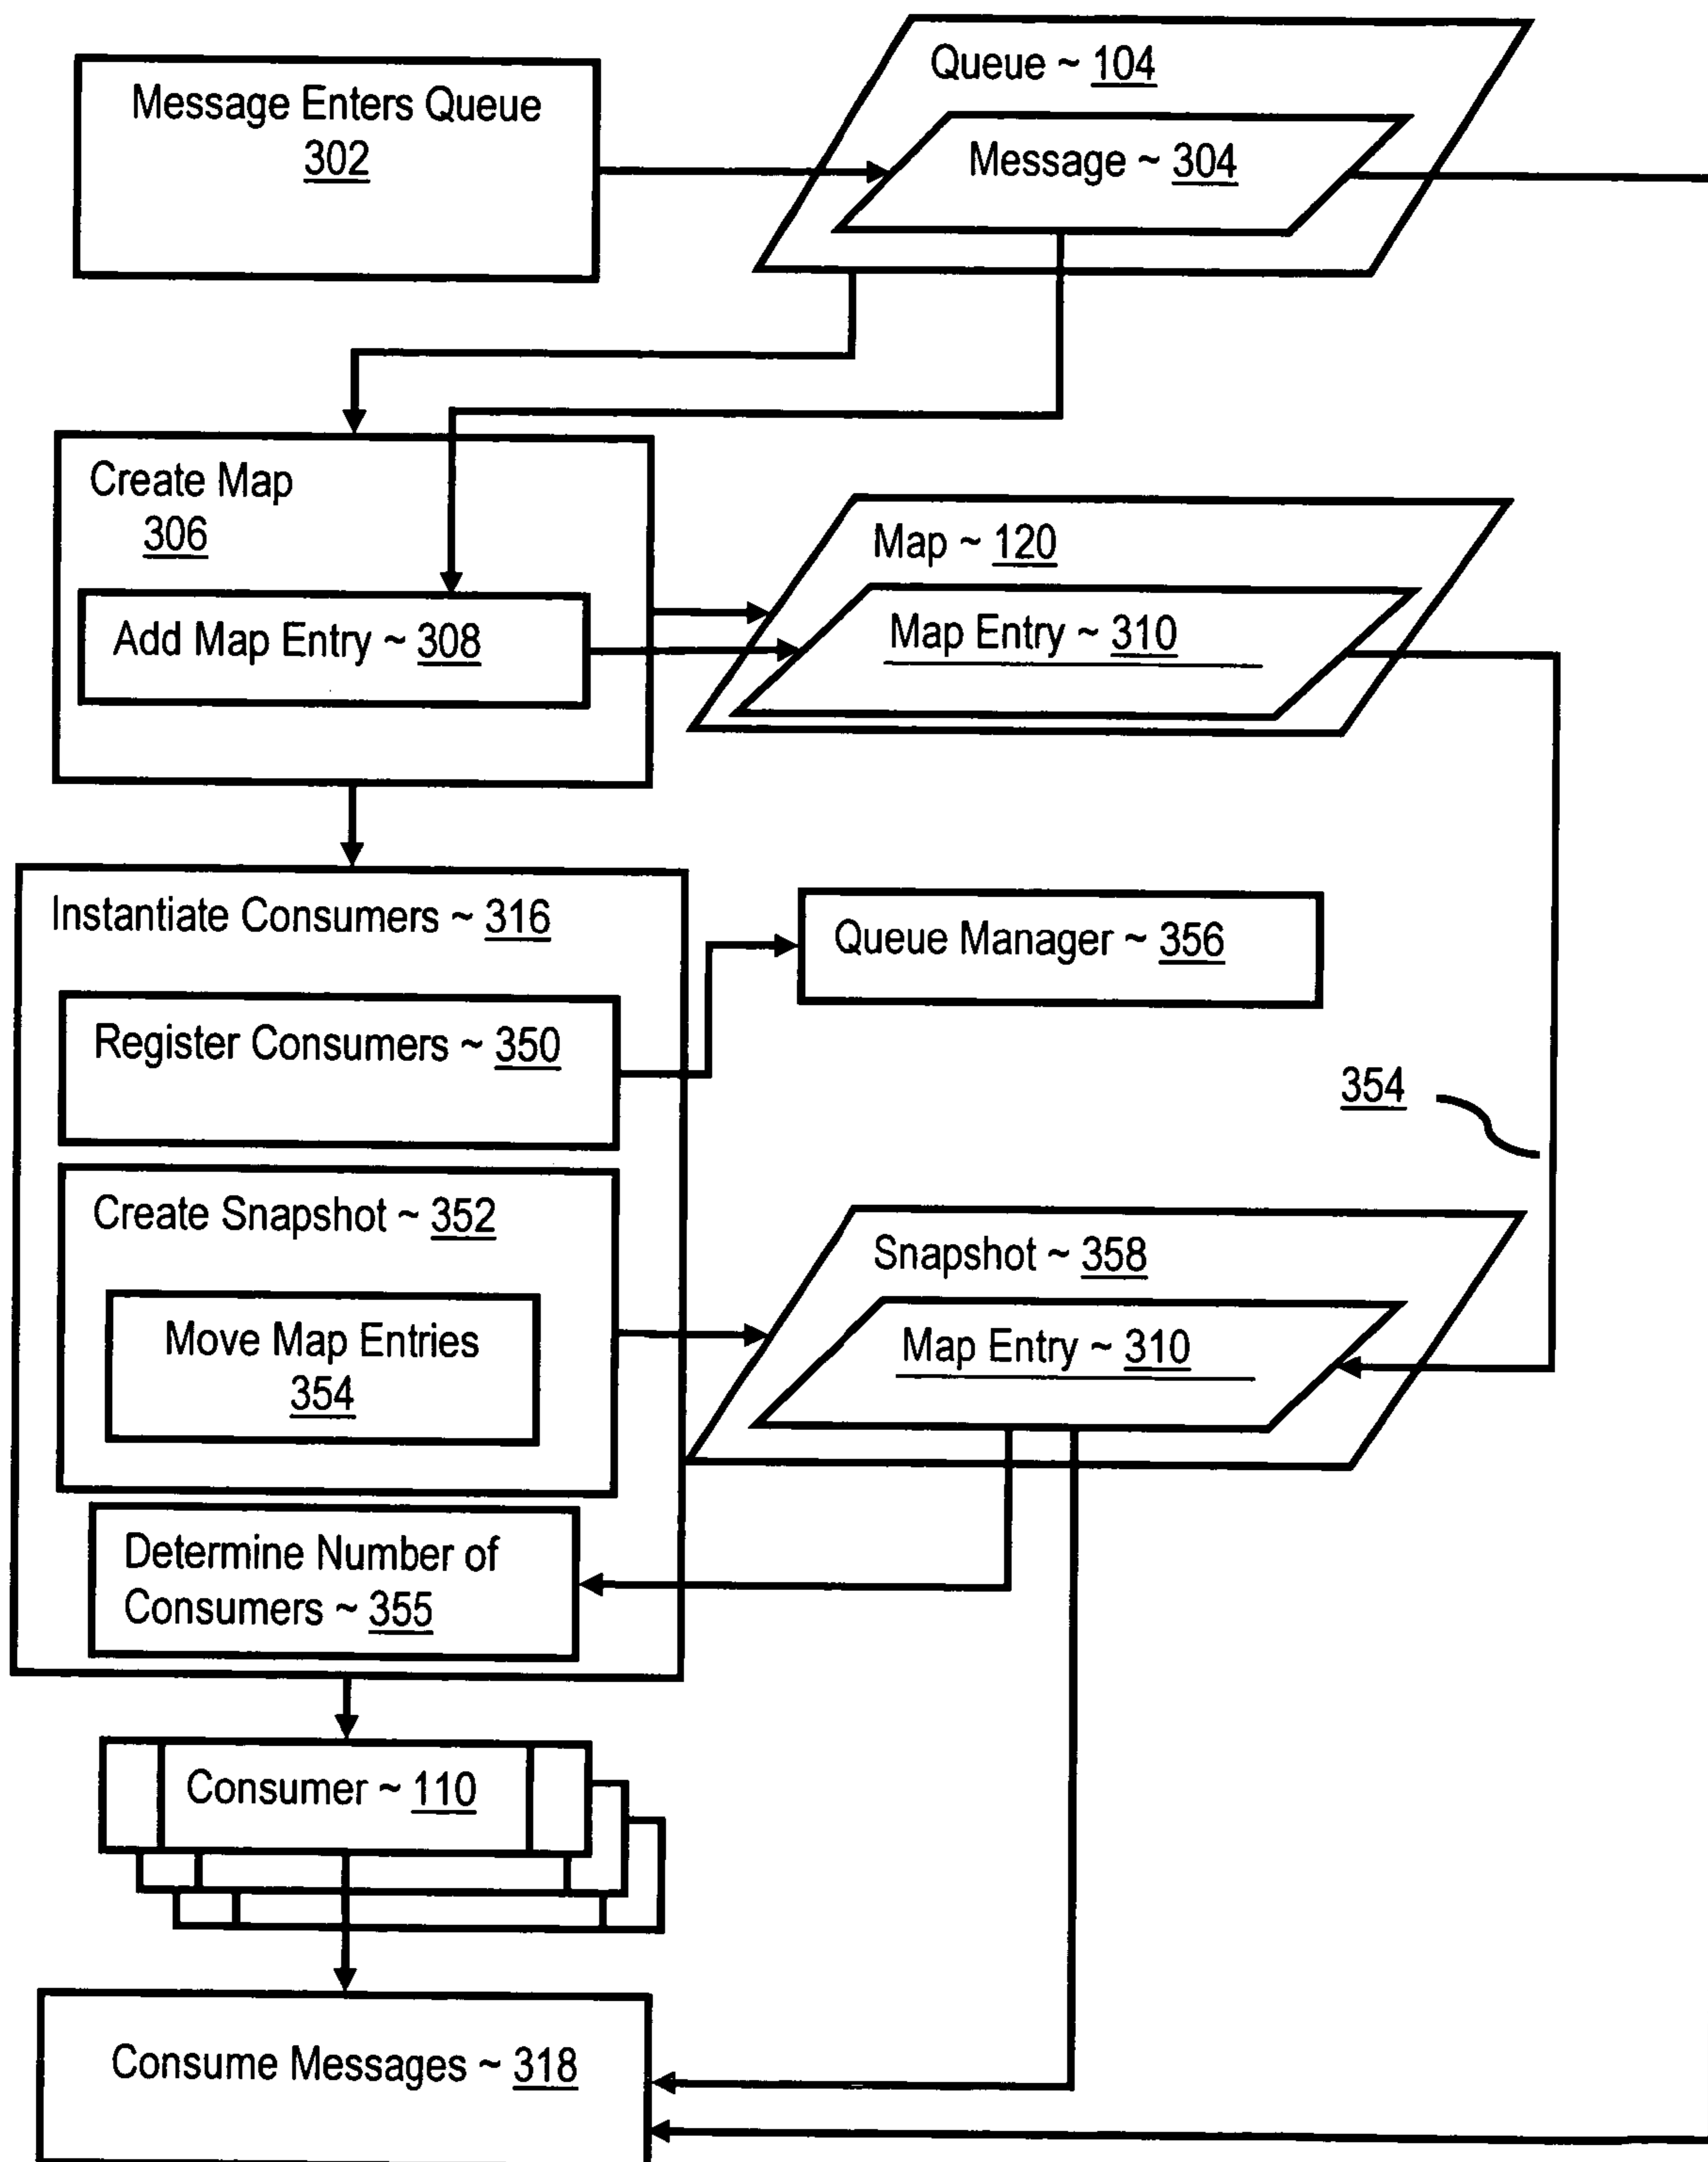 Message Enters Queue
302
Queue ~ 104
Message ~ 304
Create Map
306
Add Map Entry ~ 308
Map ~ 120
Map Entry ~ 310
Instantiate Consumers ~ 316
Queue Manager ~ 356
Register Consumers ~ 350
354
Create Snapshot ~ 352
Move Map Entries
354
Snapshot ~ 358
Map Entry ~ 310
Determine Number of
Consumers ~ 355
Consumer ~ 110
Consume Messages ~ 318